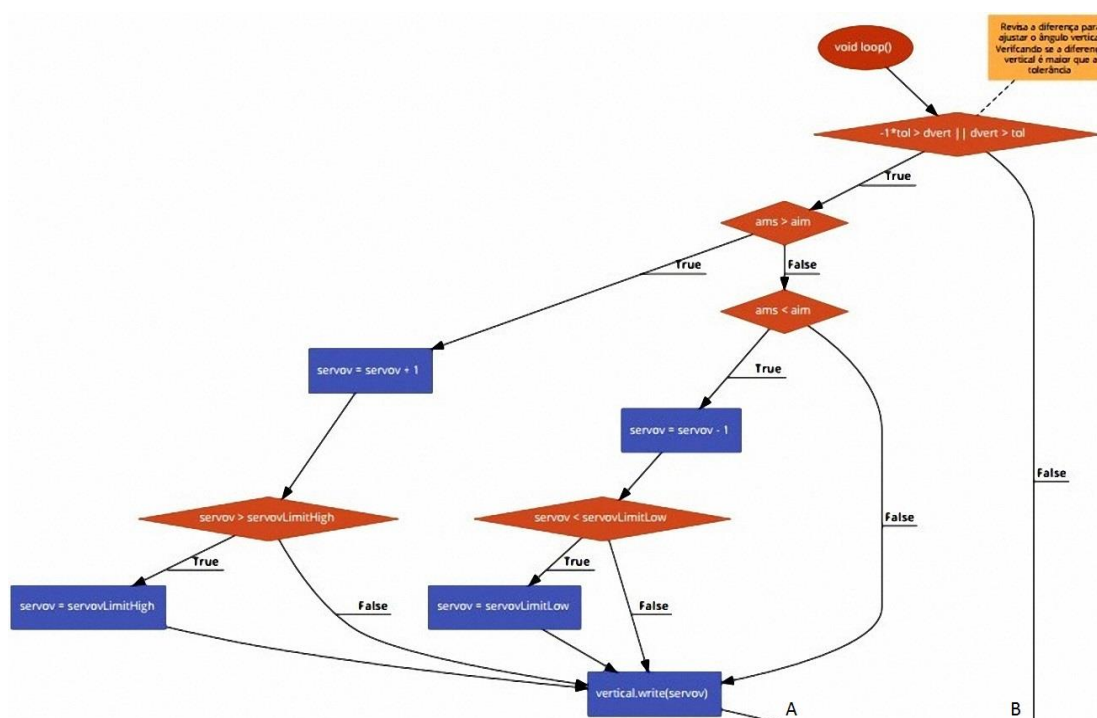 void loop()
Revisa a diferença para
ajustar o ângulo vertical
Verifcando se a diferença
vertical é maior que a
tolerância
-1*tol > dvert || dvert > tol
True
ams > aim
True
False
ams < aim
servov = servov + 1
True
servov = servov - 1
False
servov > servovLimitHigh
servov < servovLimitLow
False
True
True
servov = servovLimitHigh
False
servov = servovLimitLow
False
vertical.write(servov)
A
B